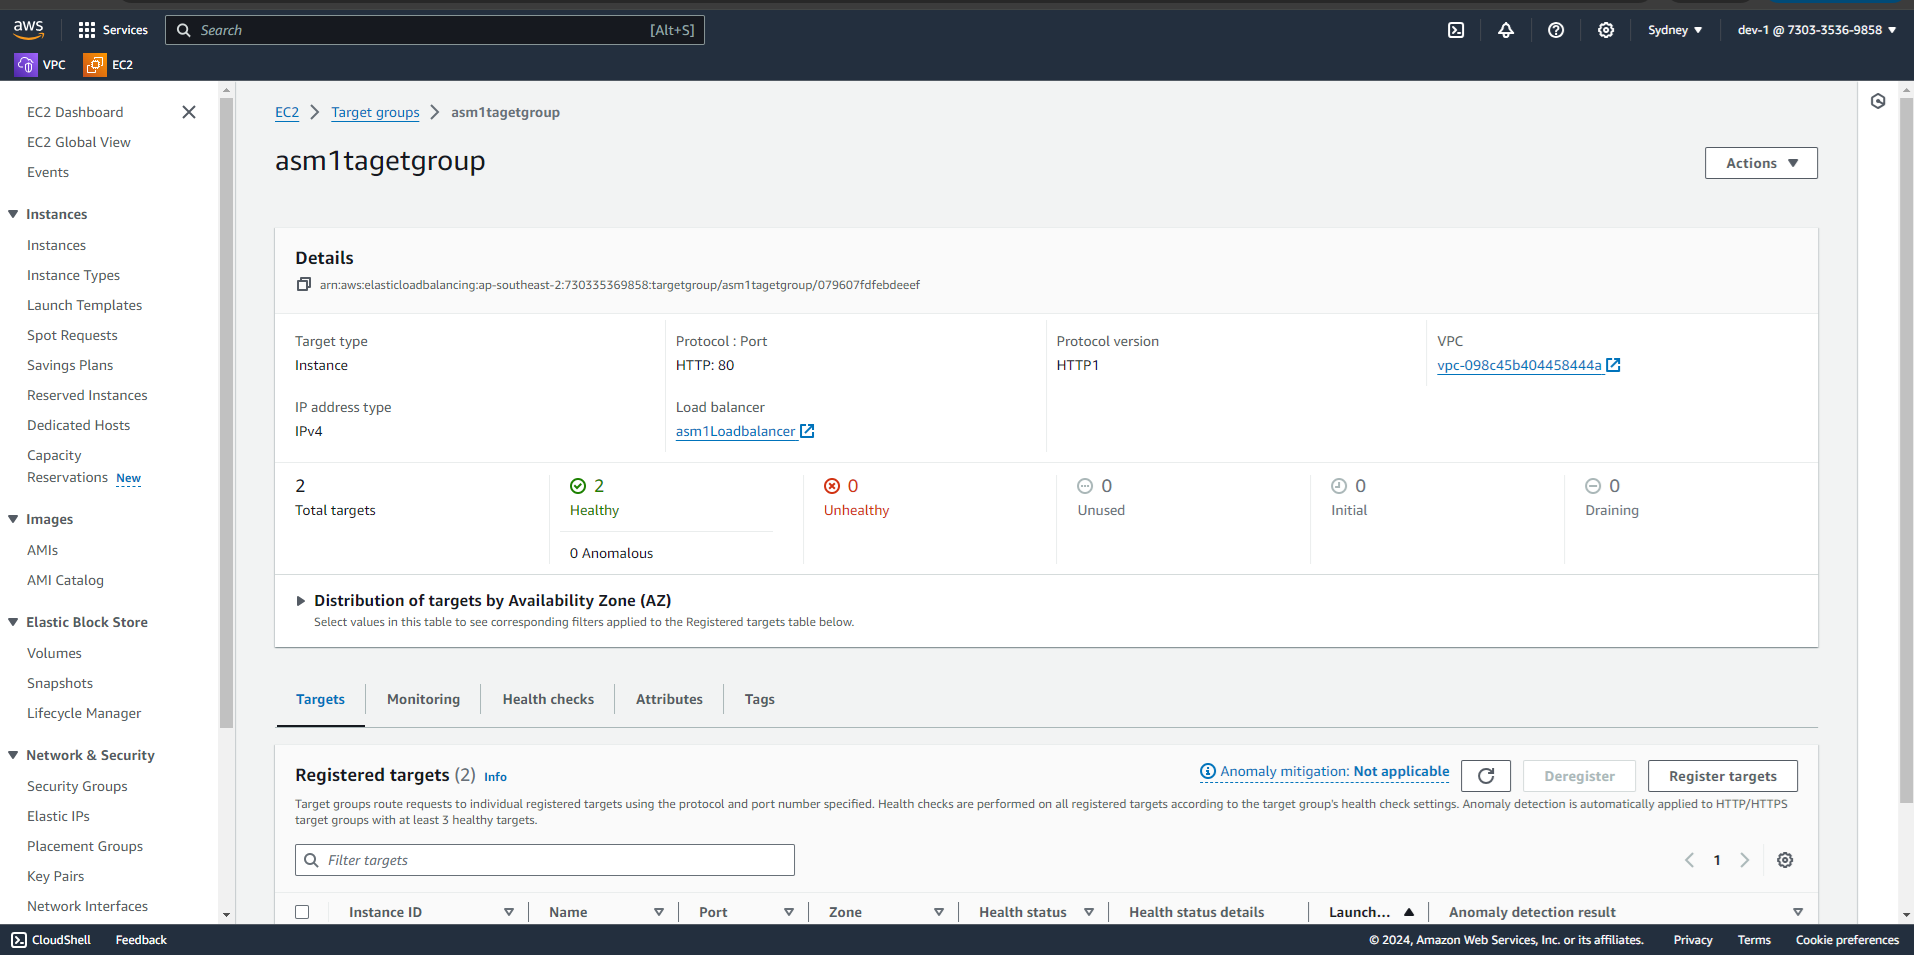 aws
Services
Search
[Alt+S]
Sydney
dev-1 @ 7303-3536-9858
VPC
EC2
EC2 Dashboard
EC2 Global View
Events
Instances
Instances
Instance Types
Launch Templates
Spot Requests
Savings Plans
Reserved Instances
Dedicated Hosts
Capacity
Reservations New
Images
AMIs
AMI Catalog
Elastic Block Store
Volumes
Snapshots
Lifecycle Manager
Network & Security
Security Groups
Elastic IPs
Placement Groups
Key Pairs
Network Interfaces
EC2 Target groups asm1tagetgroup
asm1tagetgroup
Actions
Details
arn:aws:elasticloadbalancing:ap-southeast-2:730335369858:targetgroup/asm1tagetgroup/079607fdfebdeeef
Target type
Instance
Protocol : Port
HTTP: 80
Protocol version
HTTP1
VPC
vpc-098c45b404458444a
IP address type
IPv4
Load balancer
asm1Loadbalancer
2
Total targets
2
Healthy
0 Anomalous
0
Unhealthy
0
Unused
0
Initial
0
Draining
Distribution of targets by Availability Zone (AZ)
Select values in this table to see corresponding filters applied to the Registered targets table below.
Targets
Monitoring
Health checks
Attributes
Tags
Registered targets (2) Info
Anomaly mitigation: Not applicable
Deregister
Register targets
Target groups route requests to individual registered targets using the protocol and port number specified. Health checks are performed on all registered targets according to the target group's health check settings. Anomaly detection is automatically applied to HTTP/HTTPS
target groups with at least 3 healthy targets.
Filter targets
1
Instance ID
Name
Port
Zone
Health status
Health status details
Launch...
Anomaly detection result
CloudShell
Feedback
© 2024, Amazon Web Services, Inc. or its affiliates.
Privacy
Terms
Cookie preferences